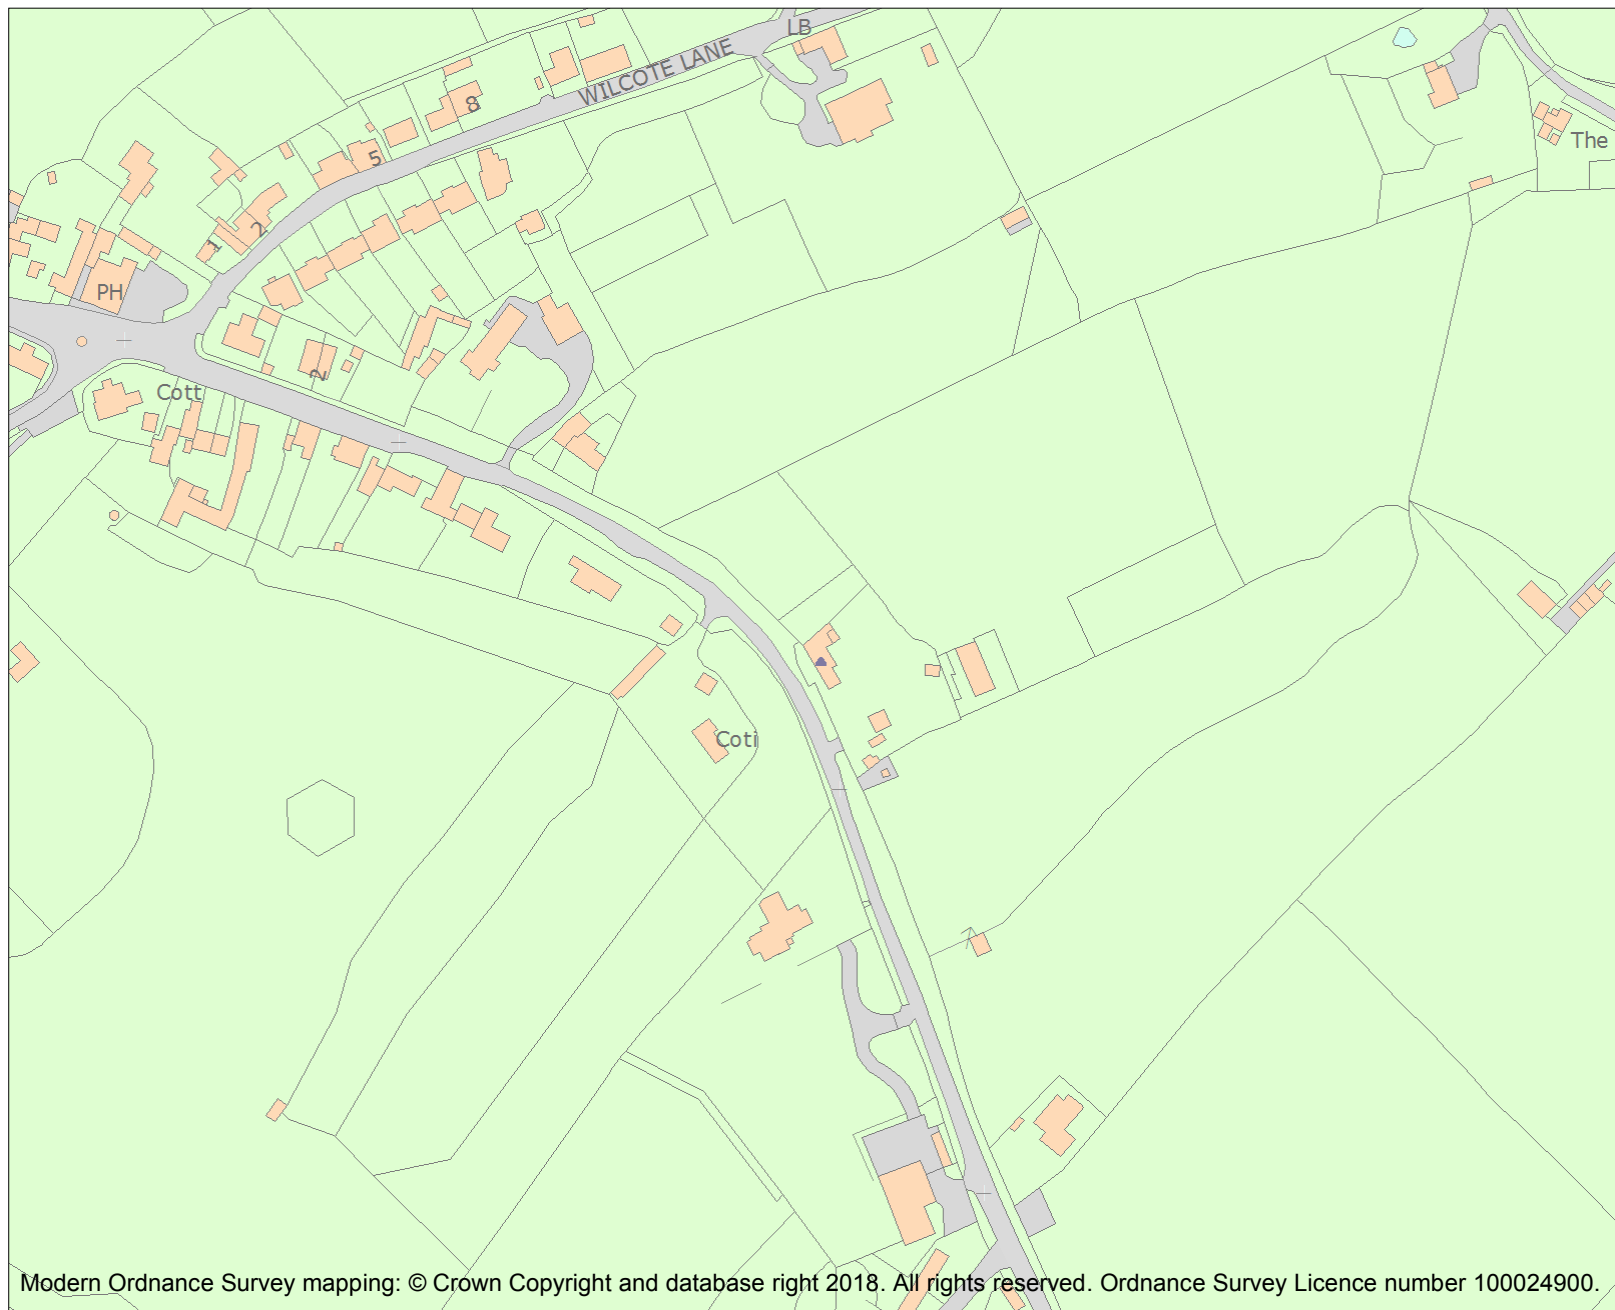 LB
WILCOTE LANE
8
The
5
2
1
PH
2
Cott
Coti
Modern Ordnance Survey mapping: © Crown Copyright and database right 2018. All rights reserved. Ordnance Survey Licence number 100024900.